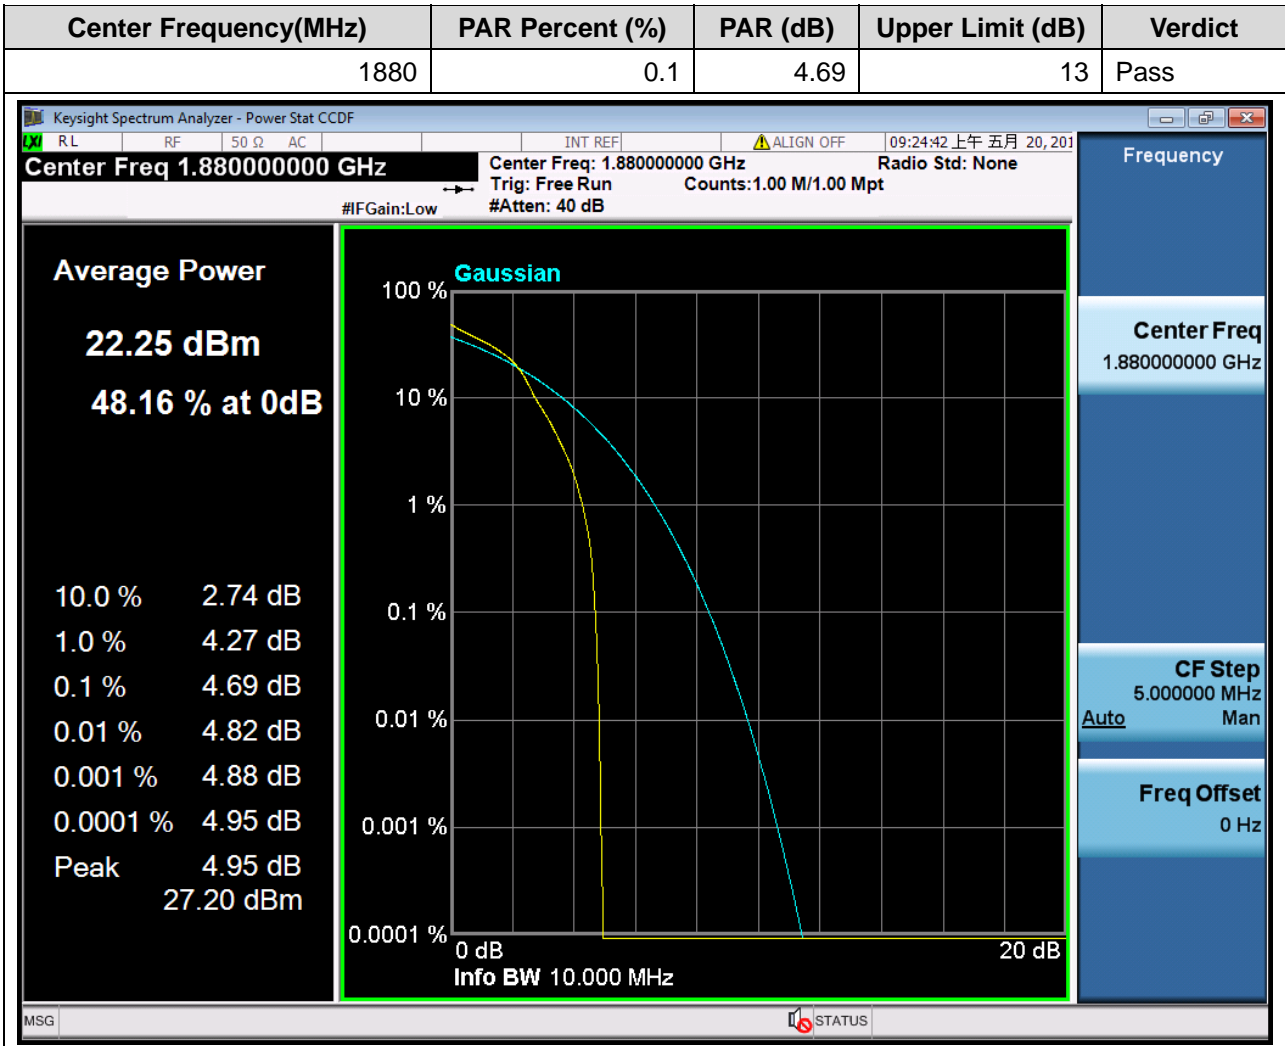 Center Frequency(MHz) PAR Percent (%) PAR (dB) Upper Limit (dB) Verdict
1880 0.1 4.69 13 Pass
Keysight Spectrum Analyzer - Power Stat CCDF
LXI RL RF 50 Ω AC INT REF ALIGN OFF 09:24:42 上午 五月 20, 201
Center Freq 1.880000000 GHz
Center Freq: 1.880000000 GHz Radio Std: None
Trig: Free Run Counts:1.00 M/1.00 Mpt
#IFGain:Low #Atten: 40 dB
Average Power
22.25 dBm
48.16 % at 0dB
10.0 % 2.74 dB
1.0 % 4.27 dB
0.1 % 4.69 dB
0.01 % 4.82 dB
0.001 % 4.88 dB
0.0001 % 4.95 dB
Peak 4.95 dB
27.20 dBm
Gaussian
100 %
10 %
1 %
0.1 %
0.01 %
0.001 %
0.0001 %
0 dB 20 dB
Info BW 10.000 MHz
Frequency
Center Freq
1.880000000 GHz
CF Step
5.000000 MHz
Auto Man
Freq Offset
0 Hz
MSG STATUS